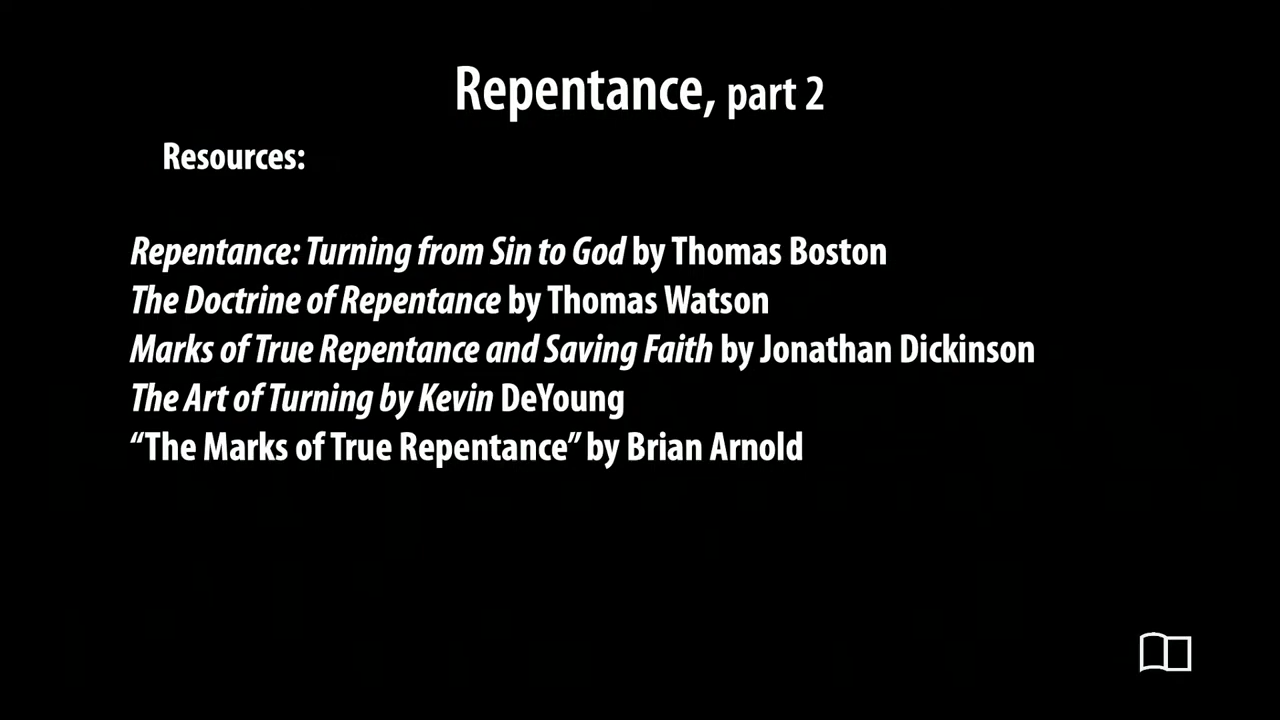 Repentance, part 2
Resources:
Repentance: Turning from Sin to God by Thomas Boston
The Doctrine of Repentance by Thomas Watson
Marks of True Repentance and Saving Faith by Jonathan Dickinson
The Art of Turning by Kevin DeYoung
“The Marks of True Repentance” by Brian Arnold